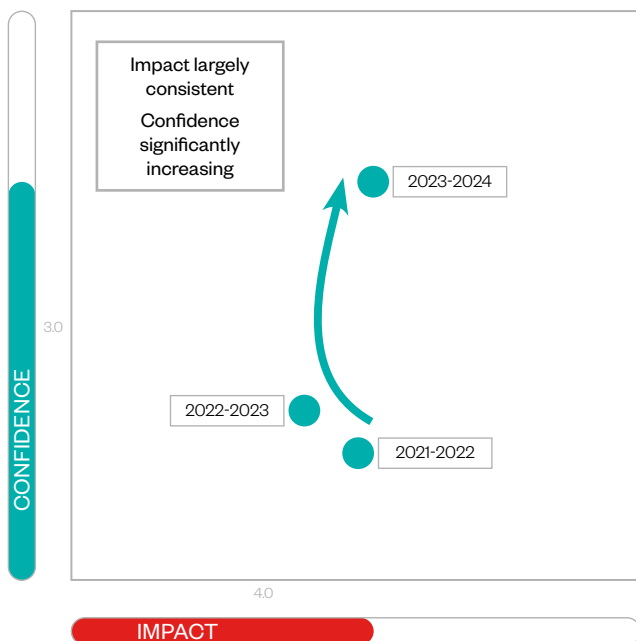 Impact largely
consistent
Confidence
significantly
increasing
2023-2024
3.0
2022-2023
2021-2022
CONFIDENCE
4.0
IMPACT